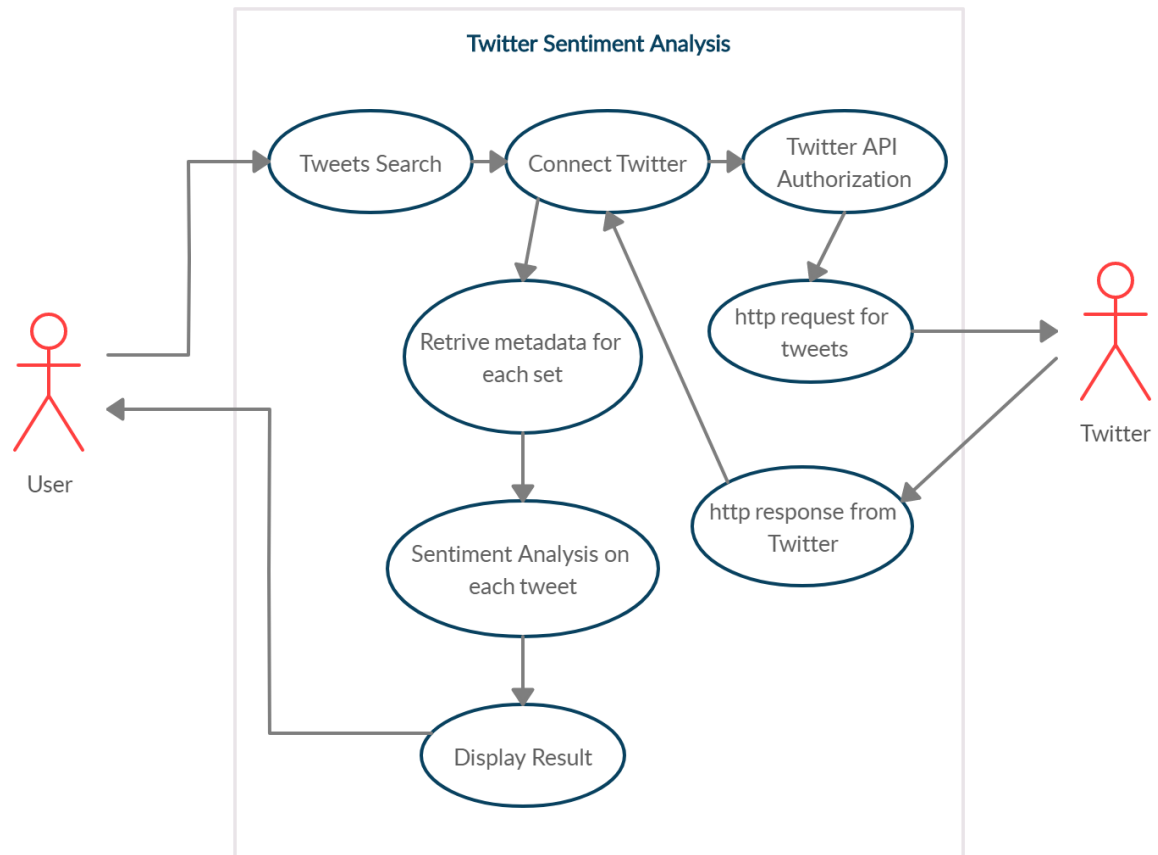 Twitter Sentiment Analysis
Tweets Search
Connect Twitter
Twitter API
Authorization
Retrive metadata for
each set
http request for
tweets
Twitter
User
http response from
Twitter
Sentiment Analysis on
each tweet
Display Result